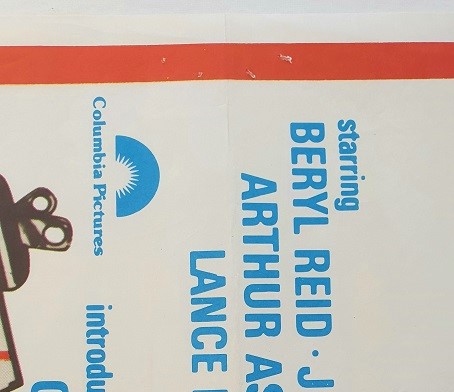 starring
BERYL REID · J
ARTHUR AS
LANCE
Columbia Pictures
introdu